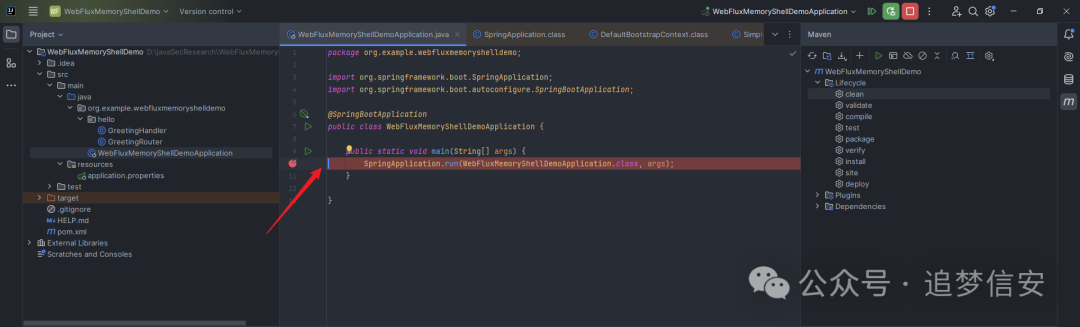 WF WebFluxMemoryShellDemo Version control WebFluxMemoryShellDemoApplication
Project
WebFluxMemoryShellDemo D:\javaSecResearch\WebFluxMemory
.idea
src
main
java
org.example.webfluxmemoryshelldemo
hello
GreetingHandler
GreetingRouter
WebFluxMemoryShellDemoApplication
resources
application.properties
test
target
.gitignore
HELP.md
pom.xml
External Libraries
Scratches and Consoles
WebFluxMemoryShellDemoApplication.java SpringApplication.class DefaultBootstrapContext.class Simpl
1 package org.example.webfluxmemoryshelldemo;
2
3 import org.springframework.boot.SpringApplication;
4 import org.springframework.boot.autoconfigure.SpringBootApplication;
5
6 @SpringBootApplication
7 public class WebFluxMemoryShellDemoApplication {
8
9 public static void main(String[] args) {
SpringApplication.run(WebFluxMemoryShellDemoApplication.class, args);
11 }
12
}
Maven
WebFluxMemoryShellDemo
Lifecycle
clean
validate
compile
test
package
verify
install
site
deploy
Plugins
Dependencies
公众号 · 追梦信安